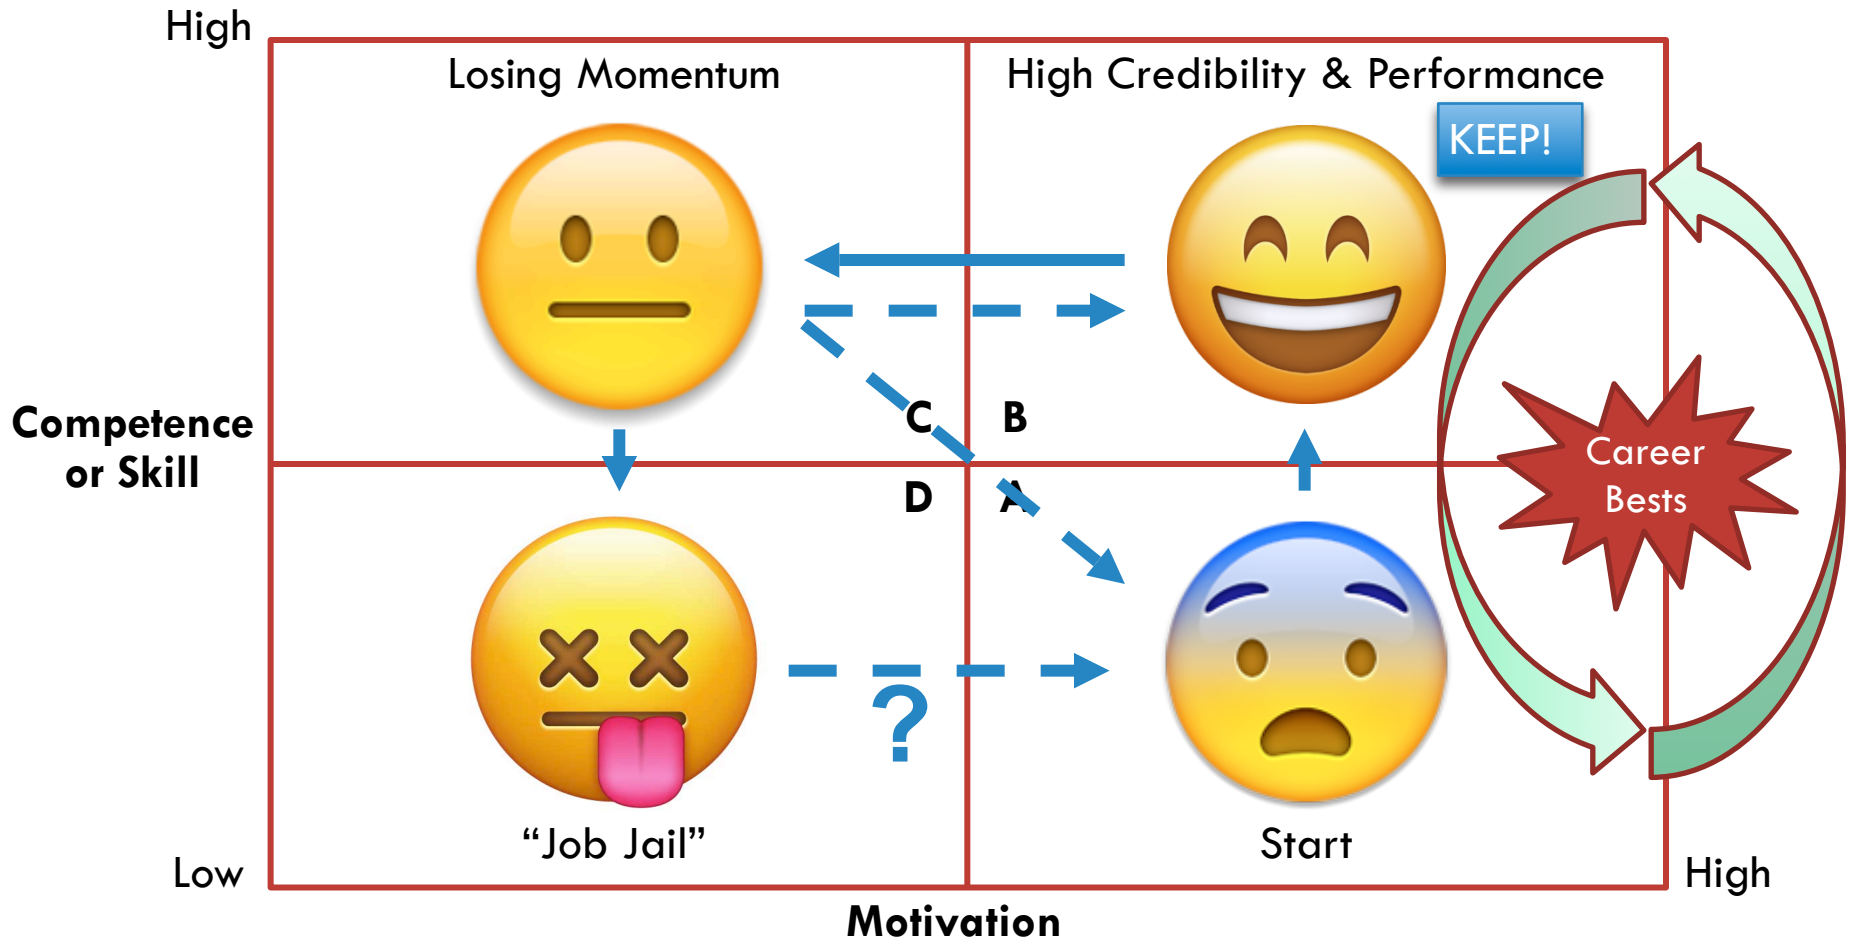 High
Losing Momentum
High Credibility & Performance
KEEP!
Competence
or Skill
C
B
D
A
Career
Bests
?
“Job Jail”
Start
Low
High
Motivation